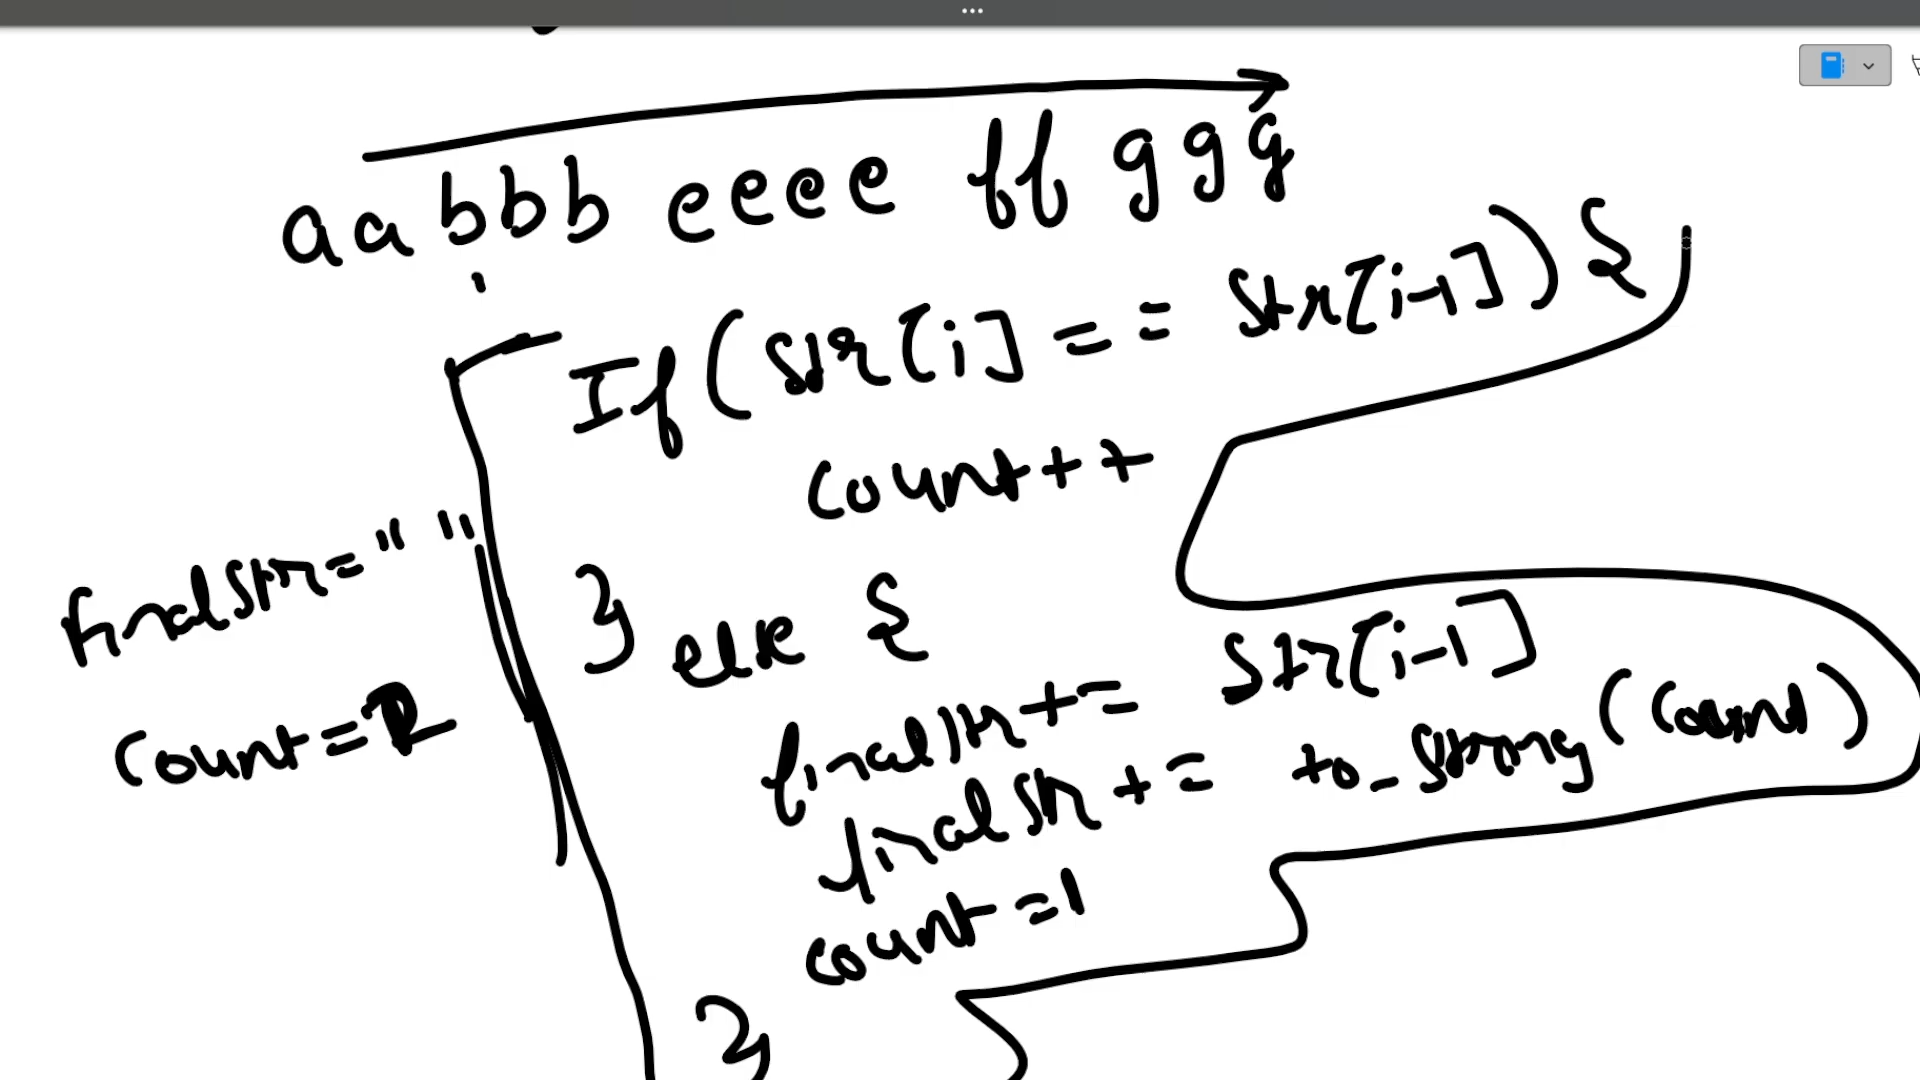 aabbb eeee ff ggg
If(str[i] == str[i-1]){
count++
} else {
finalstr += str[i-1]
finalstr += to_string(count)
count=1
}
finalstr=" "
count=2